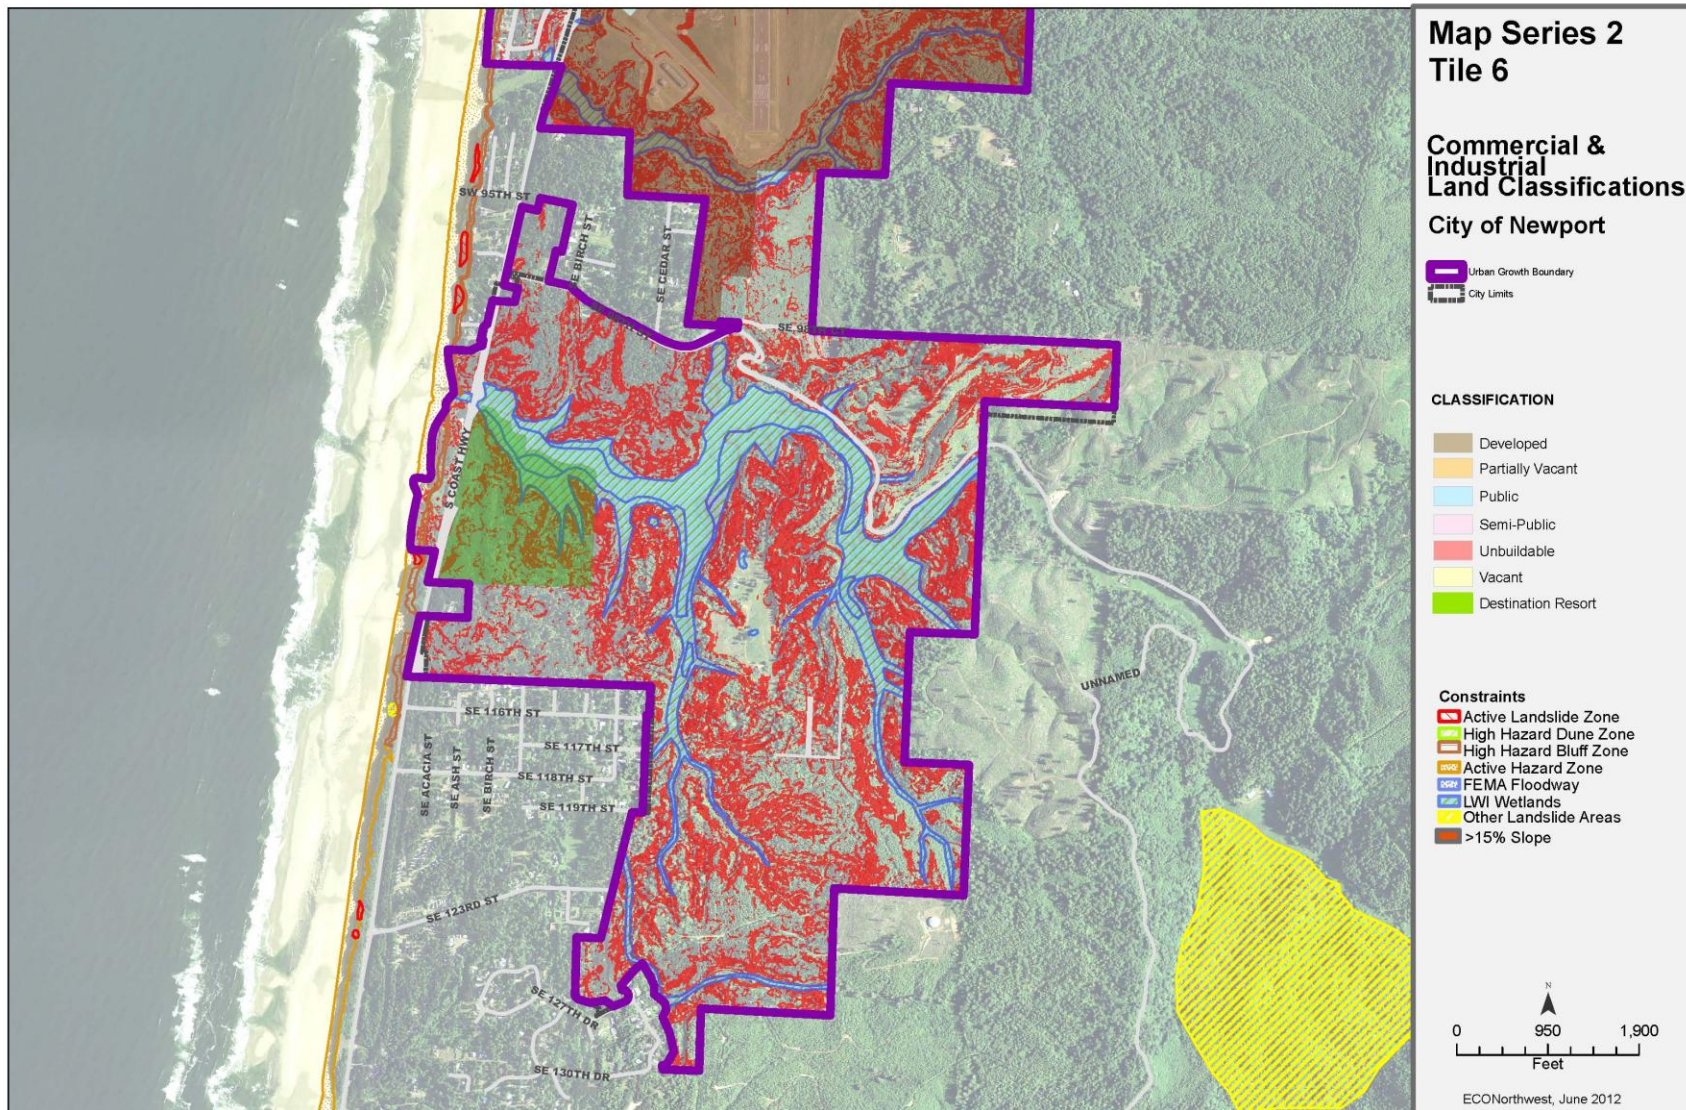 Map Series 2
Tile 6
Commercial &
Industrial
Land Classifications
City of Newport
Urban Growth Boundary
City Limits
CLASSIFICATION
Developed
Partially Vacant
Public
Semi-Public
Unbuildable
Vacant
Destination Resort
Constraints
Active Landslide Zone
High Hazard Dune Zone
High Hazard Bluff Zone
Active Hazard Zone
FEMA Floodway
LWI Wetlands
Other Landslide Areas
>15% Slope
N
0 950 1,900
Feet
ECONorthwest, June 2012
SW 95TH ST
SE BIRCH ST
SE CEDAR ST
SE 98TH ST
S COAST HWY
UNNAMED
SE 116TH ST
SE 117TH ST
SE 118TH ST
SE 119TH ST
SE ACACIA ST
SE ASH ST
SE BIRCH ST
SE 123RD ST
SE 127TH DR
SE 130TH DR